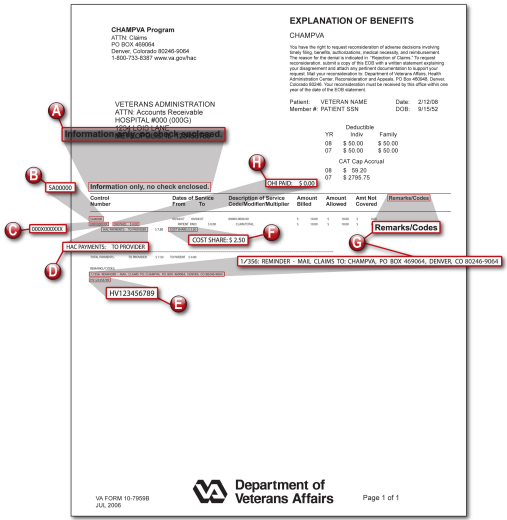 EXPLANATION OF BENEFITS
CHAMPVA Program
ATTN: Claims
PO BOX 469064
Denver, Colorado 80246-9064
1-800-733-8387 www.va.gov/hac
CHAMPVA
You have the right to request reconsideration of adverse decisions involving
timely filing, benefits, authorizations, medical necessity, and reimbursement.
The reason for the denial is indicated in "Rejection of Claims." To request
reconsideration, submit a copy of this EOB with a written statement explaining
your disagreement and attach any pertinent documentation to support your
request. Mail your reconsideration to: Department of Veterans Affairs, Health
Administration Center, Reconsideration and Appeals, PO Box 460948, Denver,
Colorado. Your reconsideration must be received by this office within one
year of the date of the EOB statement.
Patient: VETERAN NAME Date: 2/12/08
Member #: PATIENT SSN DOB: 9/15/52
VETERANS ADMINISTRATION
ATTN: Accounts Receivable
HOSPITAL #000 (000G)
1234 LOIS LANE
A
Information only, no check enclosed.
Deductible
YR Indiv Family
08 $ 50.00 $ 50.00
07 $ 50.00 $ 50.00
CAT Cap Accrual
08 $ 59.20
07 $ 2795.75
H
OHI PAID: $ 0.00
B
SA00000
Information only, no check enclosed.
Control Number
Dates of Service From To
Description of Service Code/Modifier/Multiplier
Amount Billed
Amount Allowed
Amt Not Covered
Remarks/Codes
C
000X000XXX
Remarks/Codes
F
COST SHARE: $ 2.50
G
D
HAC PAYMENTS: TO PROVIDER
1/356: REMINDER - MAIL CLAIMS TO: CHAMPVA, PO BOX 469064, DENVER, CO 80246-9064
REMARKS/CODES
HV123456789
E
VA FORM 10-7959B
JUL 2006
VA
Department of
Veterans Affairs
Page 1 of 1